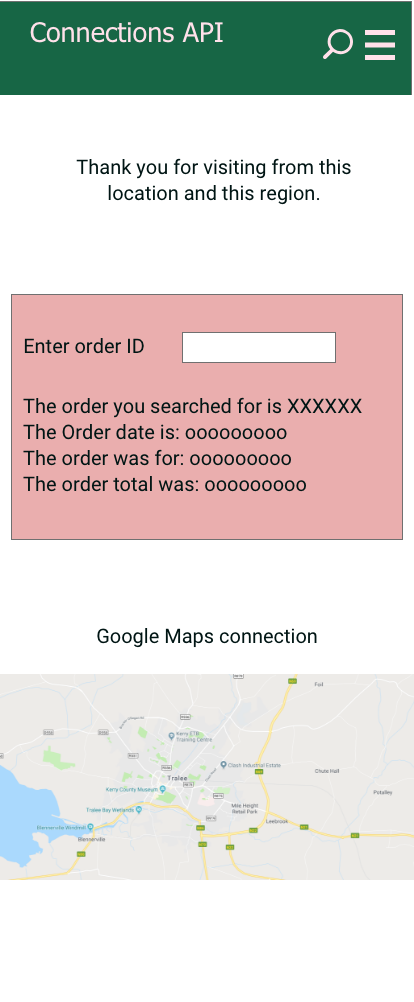 Connections API
Thank you for visiting from this
location and this region.
Enter order ID
The order you searched for is XXXXXX
The Order date is: ooooooooo
The order was for: ooooooooo
The order total was: ooooooooo
Google Maps connection
Kerry ETB
Training Centre
Clash Industrial Estate
Tralee
Chute Hall
Kerry County Museum
Potalley
Mile Height
Retail Park
Tralee Bay Wetlands
Leebrook
Blennerville Windmill
Blennerville